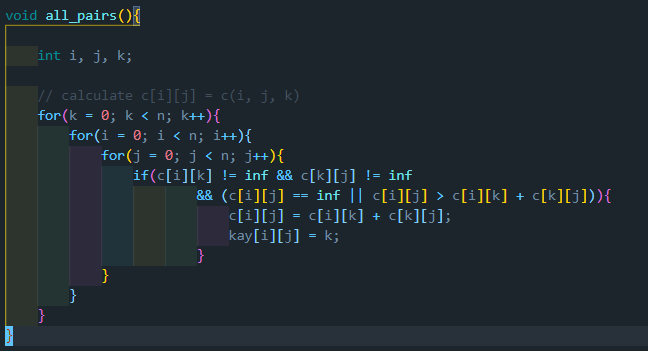 void all_pairs(){
int i, j, k;
// calculate c[i][j] = c(i, j, k)
for(k = 0; k < n; k++){
for(i = 0; i < n; i++){
for(j = 0; j < n; j++){
if(c[i][k] != inf && c[k][j] != inf
&& (c[i][j] == inf || c[i][j] > c[i][k] + c[k][j])){
c[i][j] = c[i][k] + c[k][j];
kay[i][j] = k;
}
}
}
}
}